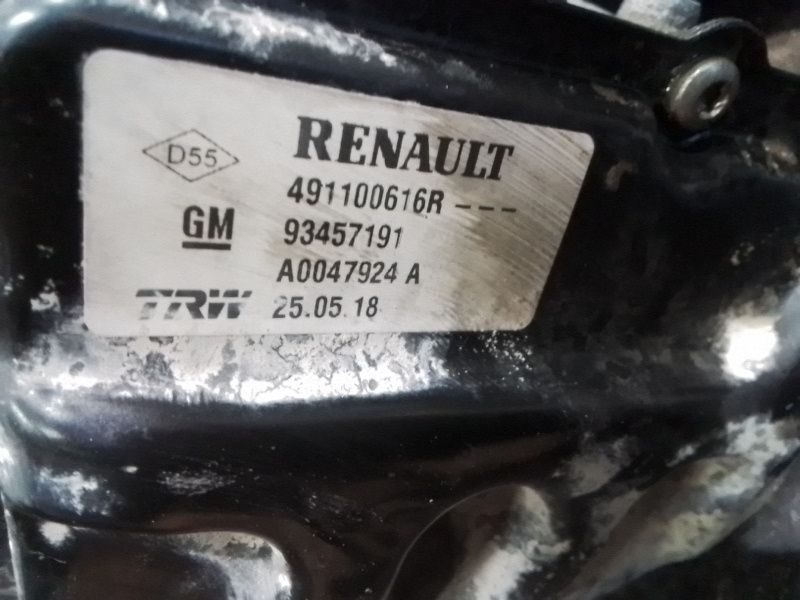 D55 RENAULT
491100616R ---
GM 93457191
A0047924 A
TRW 25.05.18